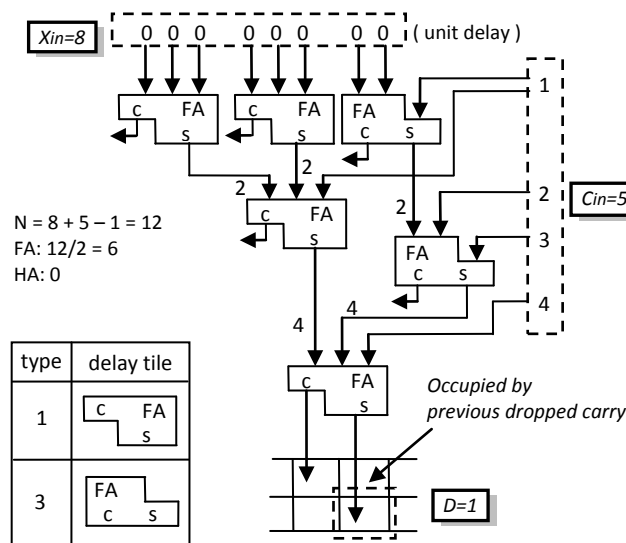 Xin=8
0 0 0 0 0 0 0 0 ( unit delay )
FA FA FA
c s c s c s
1
2 2 2
2
Cin=5
N = 8 + 5 – 1 = 12
FA: 12/2 = 6
HA: 0
c FA
s
3
FA
c s
4
4 4
type delay tile
1 c FA
s
3 FA
c s
c FA
s
Occupied by
previous dropped carry
D=1